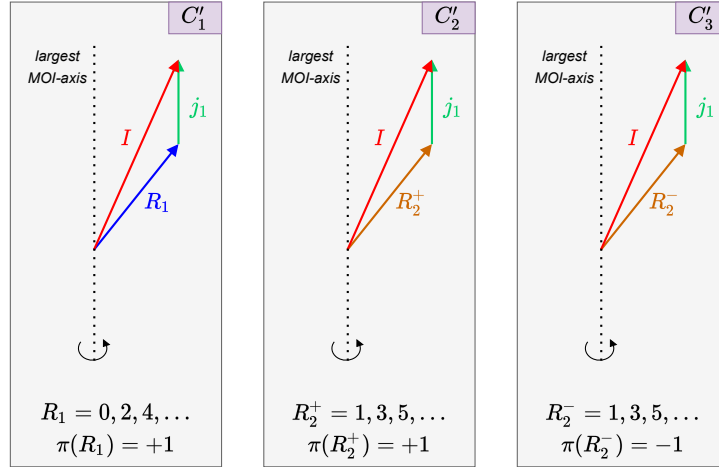 C′₁
largest
MOI-axis
I
j₁
R₁
R₁ = 0, 2, 4, . . .
π(R₁) = +1
C′₂
largest
MOI-axis
I
j₁
R₂⁺
R₂⁺ = 1, 3, 5, . . .
π(R₂⁺) = +1
C′₃
largest
MOI-axis
I
j₁
R₂⁻
R₂⁻ = 1, 3, 5, . . .
π(R₂⁻) = −1